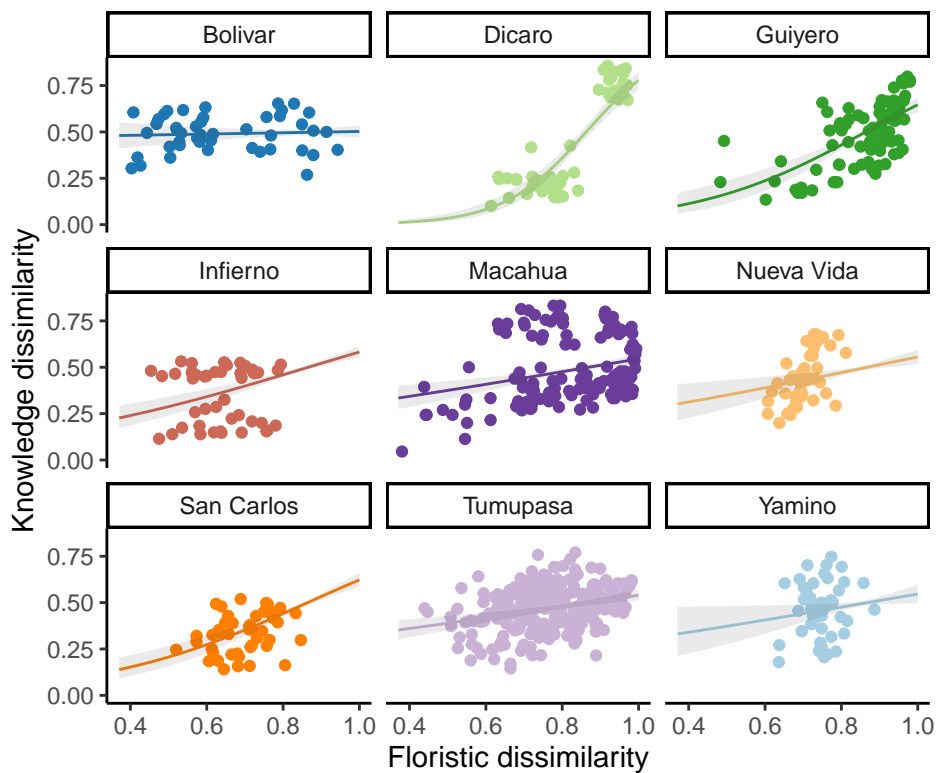 Bolivar Dicaro Guiyero
0.75
0.50
0.25
0.00
Infierno Macahua Nueva Vida
0.75
0.50
0.25
0.00
Knowledge dissimilarity
San Carlos Tumupasa Yamino
0.75
0.50
0.25
0.00
0.4 0.6 0.8 1.0 0.4 0.6 0.8 1.0 0.4 0.6 0.8 1.0
Floristic dissimilarity